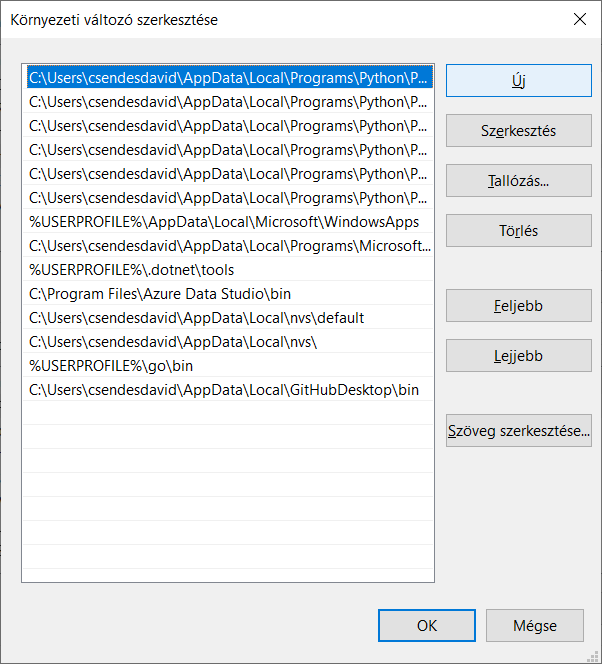 Környezeti változó szerkesztése
C:\Users\csendesdavid\AppData\Local\Programs\Python\P...
C:\Users\csendesdavid\AppData\Local\Programs\Python\P...
C:\Users\csendesdavid\AppData\Local\Programs\Python\P...
C:\Users\csendesdavid\AppData\Local\Programs\Python\P...
C:\Users\csendesdavid\AppData\Local\Programs\Python\P...
C:\Users\csendesdavid\AppData\Local\Programs\Python\P...
%USERPROFILE%\AppData\Local\Microsoft\WindowsApps
C:\Users\csendesdavid\AppData\Local\Programs\Microsoft...
%USERPROFILE%\.dotnet\tools
C:\Program Files\Azure Data Studio\bin
C:\Users\csendesdavid\AppData\Local\nvs\default
C:\Users\csendesdavid\AppData\Local\nvs\
%USERPROFILE%\go\bin
C:\Users\csendesdavid\AppData\Local\GitHubDesktop\bin
Új
Szerkesztés
Tallózás...
Törlés
Feljebb
Lejjebb
Szöveg szerkesztése...
OK
Mégse